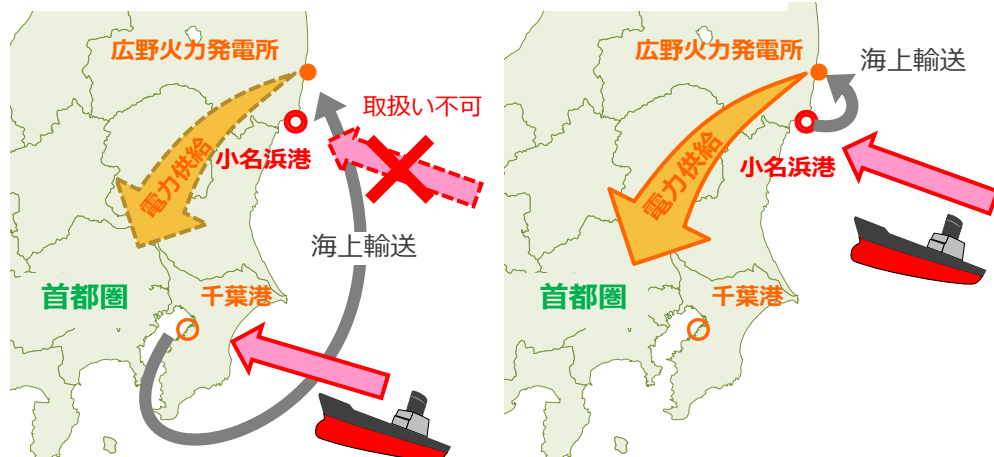 広野火力発電所
取扱い不可
小名浜港
電力供給
海上輸送
首都圏
千葉港
広野火力発電所
海上輸送
小名浜港
電力供給
首都圏
千葉港